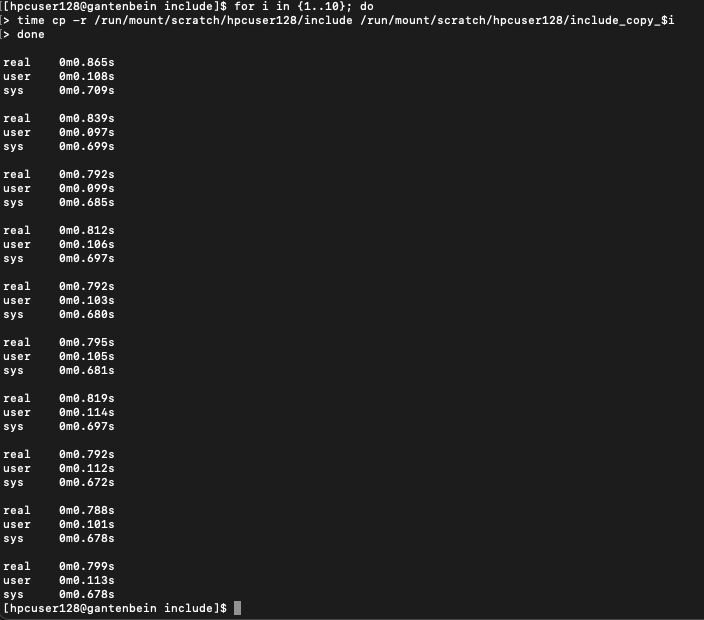 [[hpcuser128@gantenbein include]$ for i in {1..10}; do
[> time cp -r /run/mount/scratch/hpcuser128/include /run/mount/scratch/hpcuser128/include_copy_$i
[> done
real 0m0.865s
user 0m0.108s
sys 0m0.709s
real 0m0.839s
user 0m0.097s
sys 0m0.699s
real 0m0.792s
user 0m0.099s
sys 0m0.685s
real 0m0.812s
user 0m0.106s
sys 0m0.697s
real 0m0.792s
user 0m0.103s
sys 0m0.680s
real 0m0.795s
user 0m0.105s
sys 0m0.681s
real 0m0.819s
user 0m0.114s
sys 0m0.697s
real 0m0.792s
user 0m0.112s
sys 0m0.672s
real 0m0.788s
user 0m0.101s
sys 0m0.678s
real 0m0.799s
user 0m0.113s
sys 0m0.678s
[hpcuser128@gantenbein include]$